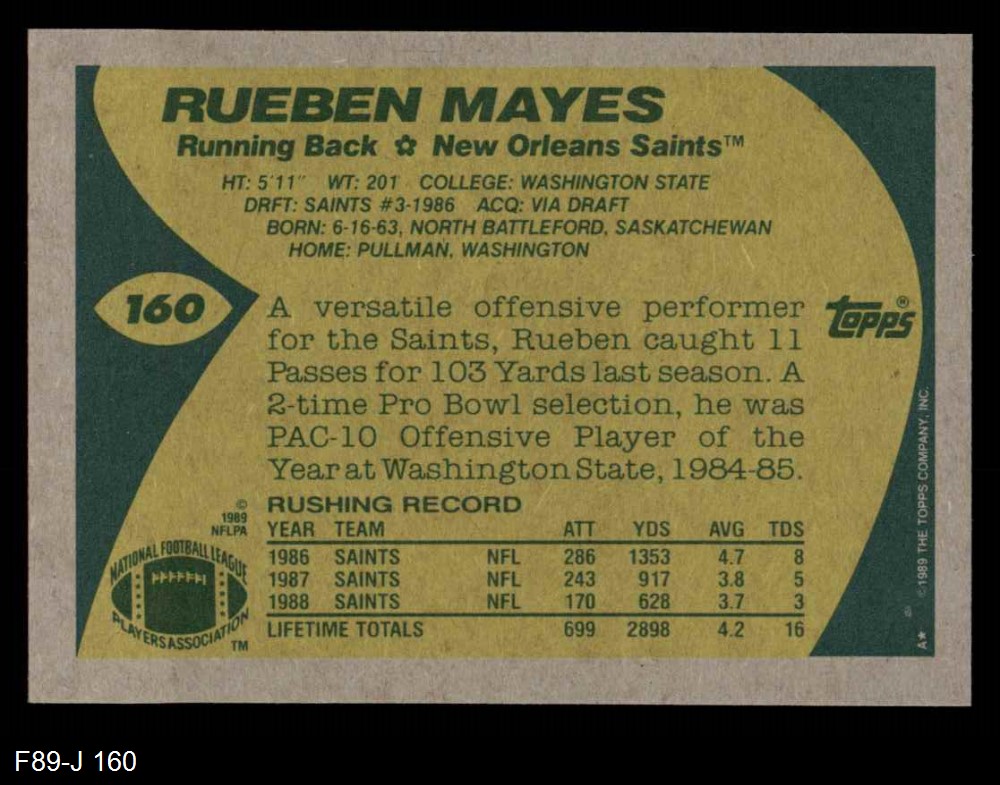 RUEBEN MAYES
Running Back ✿ New Orleans Saints™
HT: 5'11" WT: 201 COLLEGE: WASHINGTON STATE
DRFT: SAINTS #3-1986 ACQ: VIA DRAFT
BORN: 6-16-63, NORTH BATTLEFORD, SASKATCHEWAN
HOME: PULLMAN, WASHINGTON
160
A versatile offensive performer
for the Saints, Rueben caught 11
Passes for 103 Yards last season. A
2-time Pro Bowl selection, he was
PAC-10 Offensive Player of the
Year at Washington State, 1984-85.
Topps®
©1989 THE TOPPS COMPANY, INC.
A★
© 1989 NFLPA
NATIONAL FOOTBALL LEAGUE
PLAYERS ASSOCIATION
TM
RUSHING RECORD
YEAR TEAM ATT YDS AVG TDS
1986 SAINTS NFL 286 1353 4.7 8
1987 SAINTS NFL 243 917 3.8 5
1988 SAINTS NFL 170 628 3.7 3
LIFETIME TOTALS 699 2898 4.2 16
F89-J 160